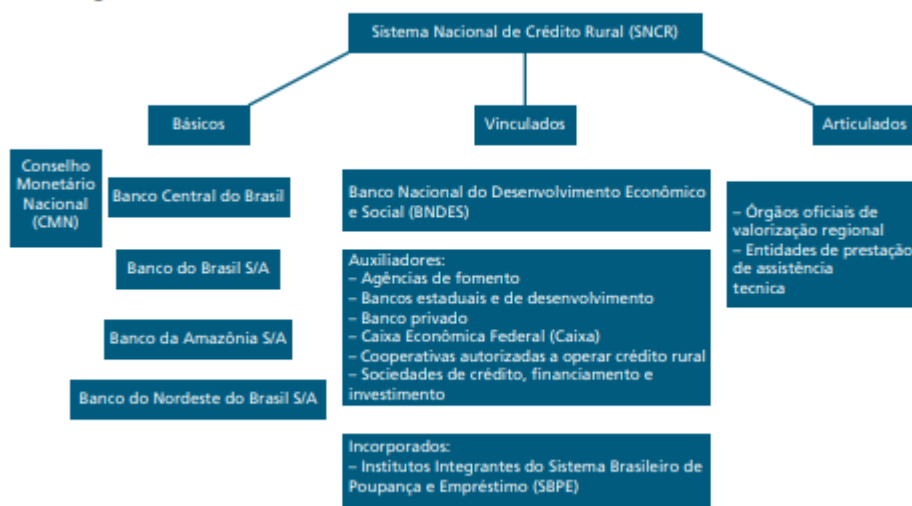 Sistema Nacional de Crédito Rural (SNCR)
Básicos
Vinculados
Articulados
Conselho
Monetário
Nacional
(CMN)
Banco Central do Brasil
Banco do Brasil S/A
Banco da Amazônia S/A
Banco do Nordeste do Brasil S/A
Banco Nacional do Desenvolvimento Econômico
e Social (BNDES)
Auxiliadores:
– Agências de fomento
– Bancos estaduais e de desenvolvimento
– Banco privado
– Caixa Econômica Federal (Caixa)
– Cooperativas autorizadas a operar crédito rural
– Sociedades de crédito, financiamento e
investimento
Incorporados:
– Institutos Integrantes do Sistema Brasileiro de
Poupança e Empréstimo (SBPE)
– Órgãos oficiais de
valorização regional
– Entidades de prestação
de assistência
tecnica